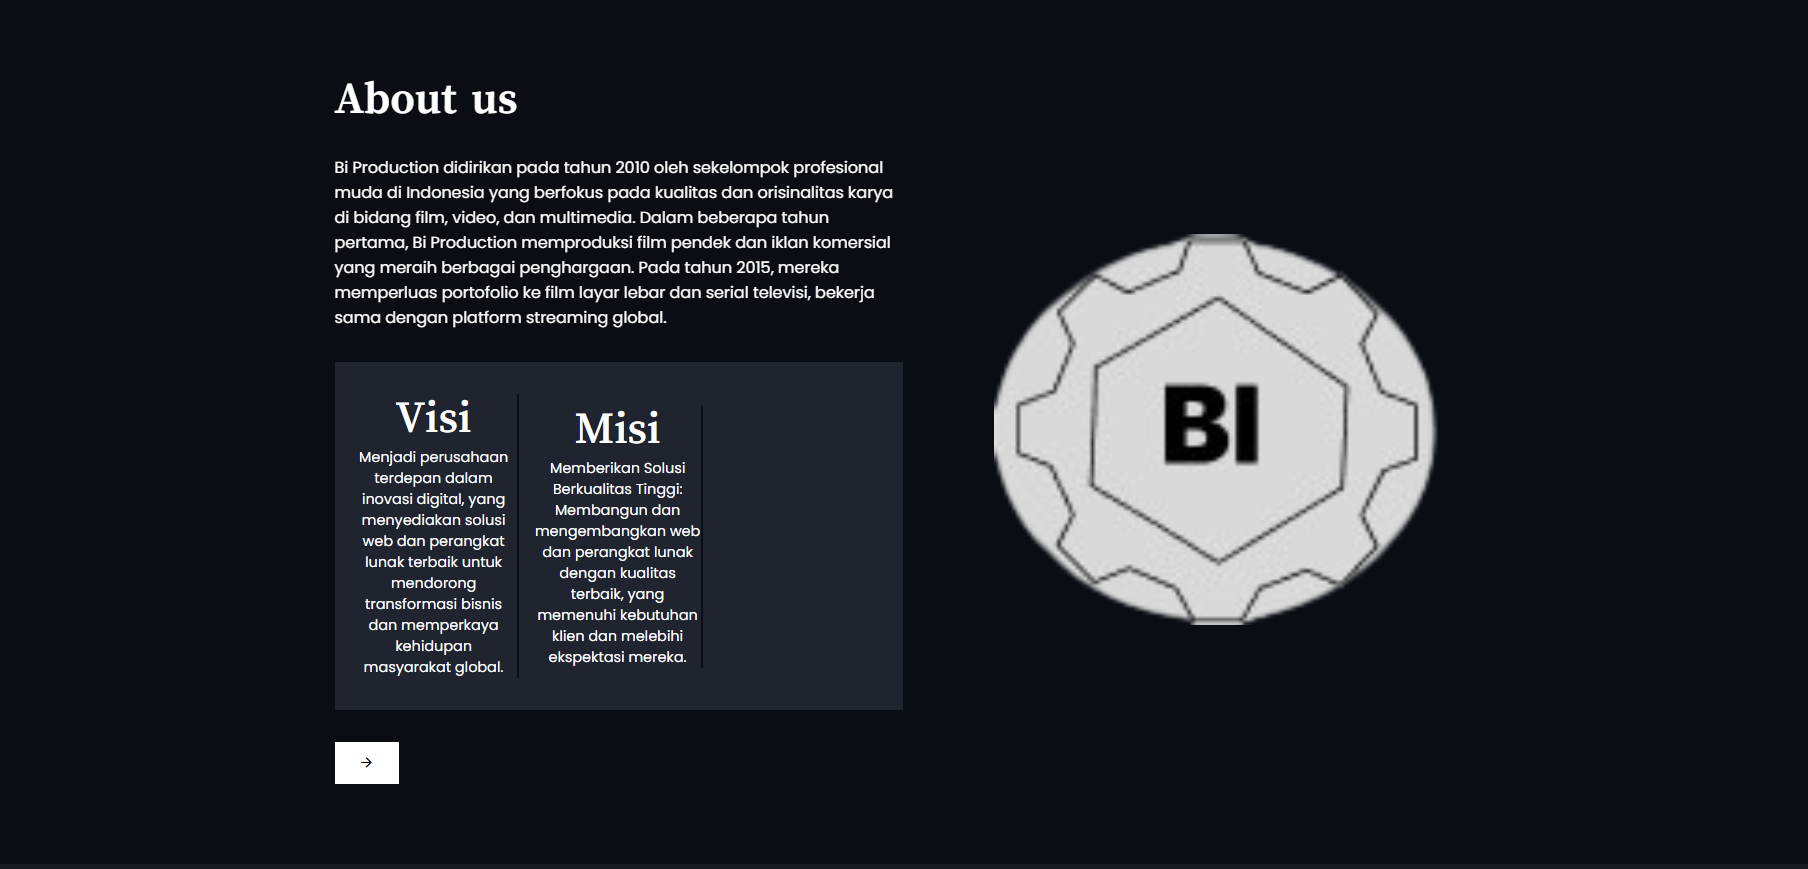 About us
Bi Production didirikan pada tahun 2010 oleh sekelompok profesional
muda di Indonesia yang berfokus pada kualitas dan orisinalitas karya
di bidang film, video, dan multimedia. Dalam beberapa tahun
pertama, Bi Production memproduksi film pendek dan iklan komersial
yang meraih berbagai penghargaan. Pada tahun 2015, mereka
memperluas portofolio ke film layar lebar dan serial televisi, bekerja
sama dengan platform streaming global.
Visi
Menjadi perusahaan
terdepan dalam
inovasi digital, yang
menyediakan solusi
web dan perangkat
lunak terbaik untuk
mendorong
transformasi bisnis
dan memperkaya
kehidupan
masyarakat global.
Misi
Memberikan Solusi
Berkualitas Tinggi:
Membangun dan
mengembangkan web
dan perangkat lunak
dengan kualitas
terbaik, yang
memenuhi kebutuhan
klien dan melebihi
ekspektasi mereka.
→
BI